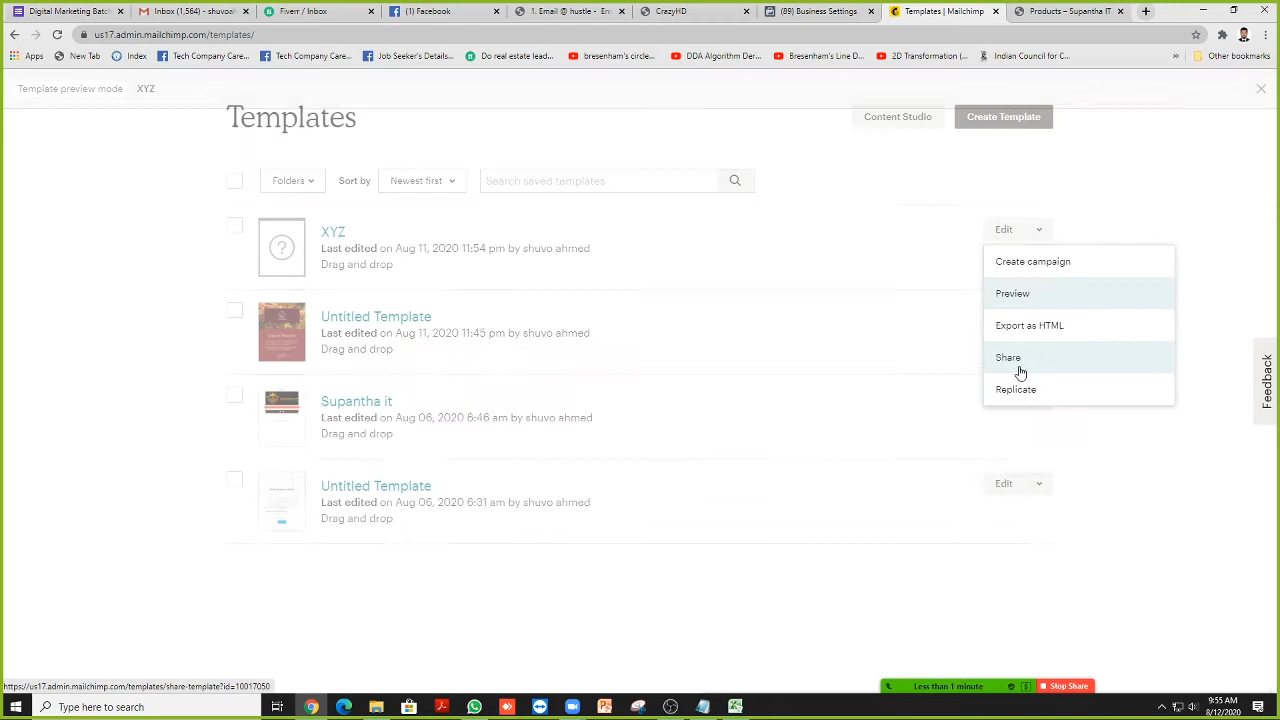 Digital Marketing Batch
Inbox (1,564) - shuvoah
Fiverr / Inbox
(1) Facebook
1. Email @ hustle - Em
CrazyHD
(89) Business Settings
Templates | Mailchimp
Products – Supantha IT
us17.admin.mailchimp.com/templates/
Apps
New Tab
Tech Company Care...
Tech Company Care...
Job Seeker's Details...
Do real estate lead...
bresenham's circle...
DDA Algorithm Der...
Bresenham's Line D...
2D Transformation (...
Indian Council for C...
»
Other bookmarks
Template preview mode
XYZ
Templates
Content Studio
Create Template
Folders
Sort by
Newest first
Search saved templates
XYZ
Last edited on Aug 11, 2020 11:54 pm by shuvo ahmed
Drag and drop
Edit
Create campaign
Preview
Export as HTML
Share
Replicate
Untitled Template
Last edited on Aug 11, 2020 11:45 pm by shuvo ahmed
Drag and drop
Supantha it
Last edited on Aug 06, 2020 6:46 am by shuvo ahmed
Drag and drop
Untitled Template
Last edited on Aug 06, 2020 6:31 am by shuvo ahmed
Drag and drop
Edit
Feedback
https://us17.admin.mailchimp.com/templates/share-template?id=10017050
Less than 1 minute
Stop Share
Type here to search
9:55 AM
8/12/2020